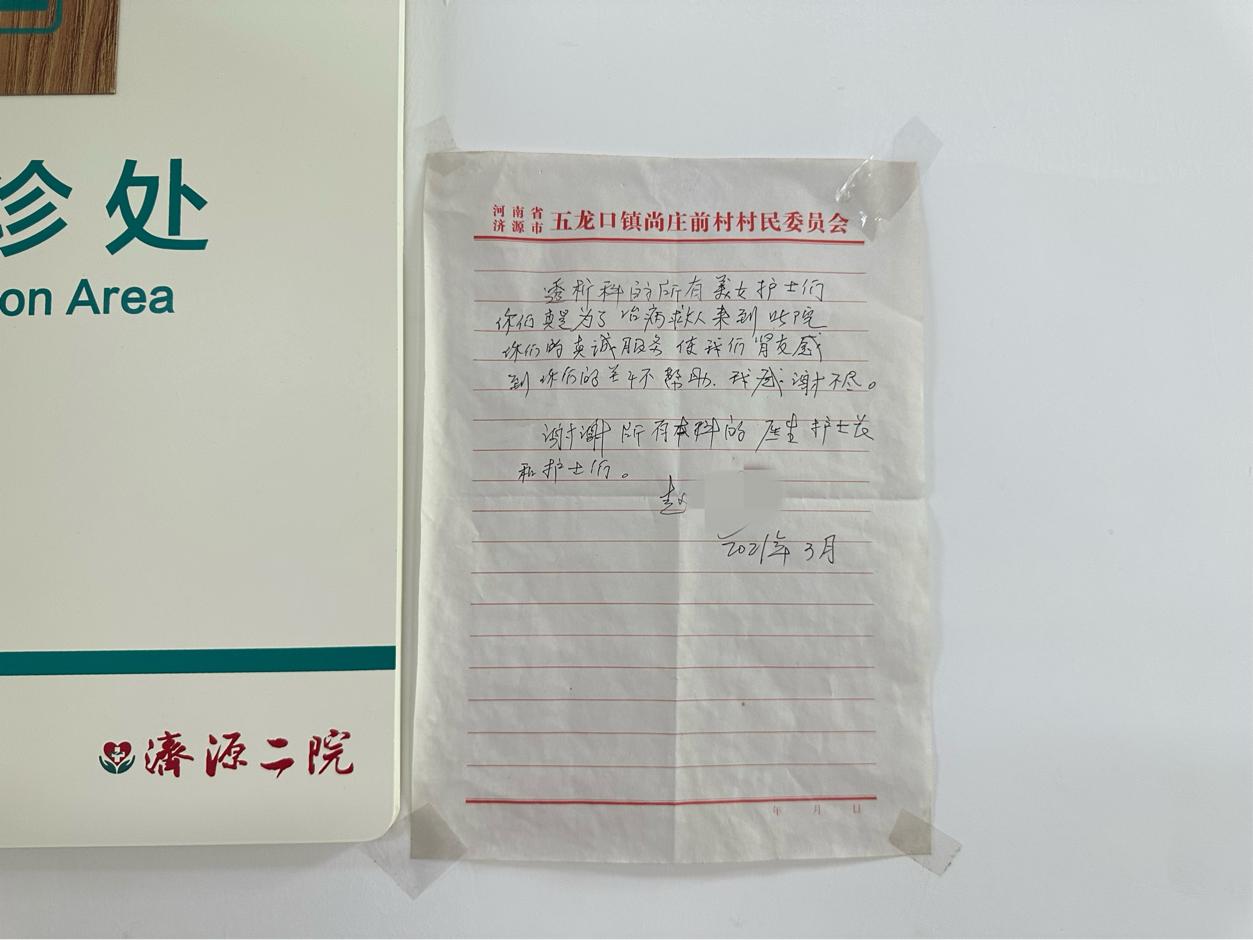 诊处
on Area
濟源二院
河南省
济源市 五龙口镇尚庄前村村民委员会
透析科的所有美女护士们
你们真是为了治病救人来到此院
你们的真诚服务使我们肾友感
到你们的关怀帮助.我感谢不尽。
谢谢所有本科的医生护士长
和护士们。
赵
2021年3月
年 月 日